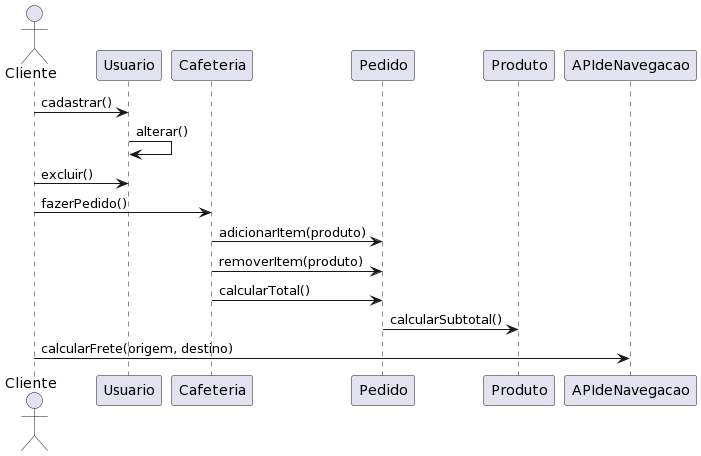 Cliente
Usuario
Cafeteria
Pedido
Produto
APIdeNavegacao
cadastrar()
alterar()
excluir()
fazerPedido()
adicionarItem(produto)
removerItem(produto)
calcularTotal()
calcularSubtotal()
calcularFrete(origem, destino)
Cliente
Usuario
Cafeteria
Pedido
Produto
APIdeNavegacao